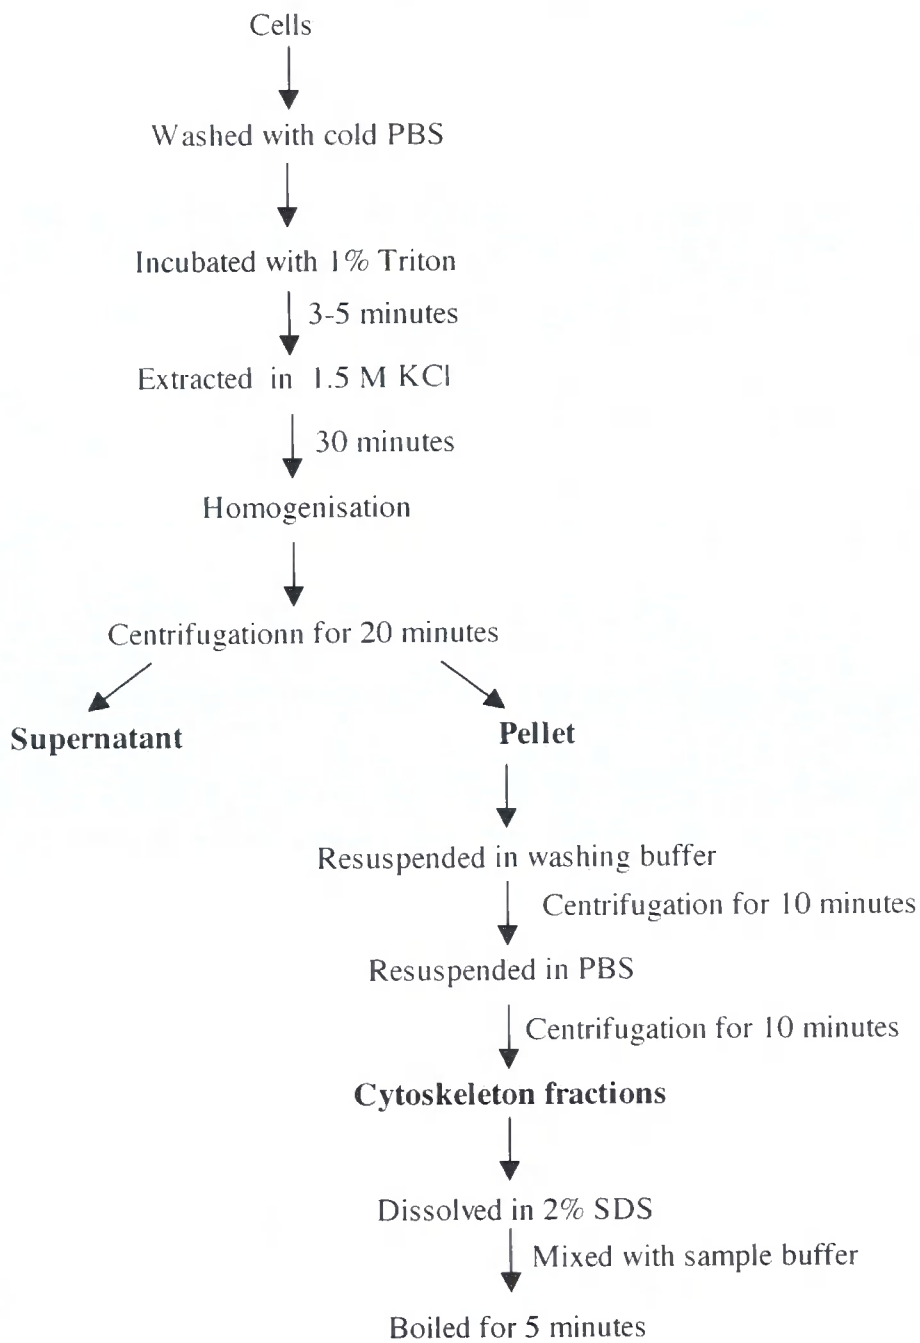 Cells
Washed with cold PBS
Incubated with 1% Triton
3-5 minutes
Extracted in 1.5 M KCl
30 minutes
Homogenisation
Centrifugationn for 20 minutes
Supernatant
Pellet
Resuspended in washing buffer
Centrifugation for 10 minutes
Resuspended in PBS
Centrifugation for 10 minutes
Cytoskeleton fractions
Dissolved in 2% SDS
Mixed with sample buffer
Boiled for 5 minutes